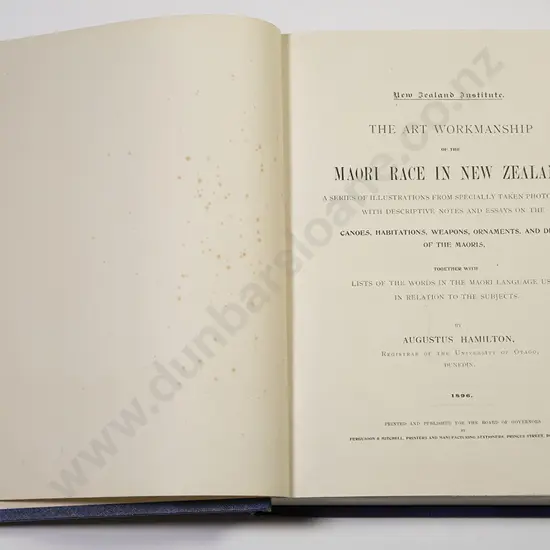 New Zealand Institute.
THE ART WORKMANSHIP
OF THE
MAORI RACE IN NEW ZEALAN
A SERIES OF ILLUSTRATIONS FROM SPECIALLY TAKEN PHOTO
WITH DESCRIPTIVE NOTES AND ESSAYS ON THE
CANOES, HABITATIONS, WEAPONS, ORNAMENTS, AND D
OF THE MAORIS,
TOGETHER WITH
LISTS OF THE WORDS IN THE MAORI LANGUAGE US
IN RELATION TO THE SUBJECTS.
BY
AUGUSTUS HAMILTON,
REGISTRAR OF THE UNIVERSITY OF OTAGO,
DUNEDIN.
1896.
PRINTED AND PUBLISHED FOR THE BOARD OF GOVERNORS
BY
FERGUSSON & MITCHELL, PRINTERS AND MANUFACTURING STATIONERS, PRINCES STREET,
www.dunbarsloane.co.nz